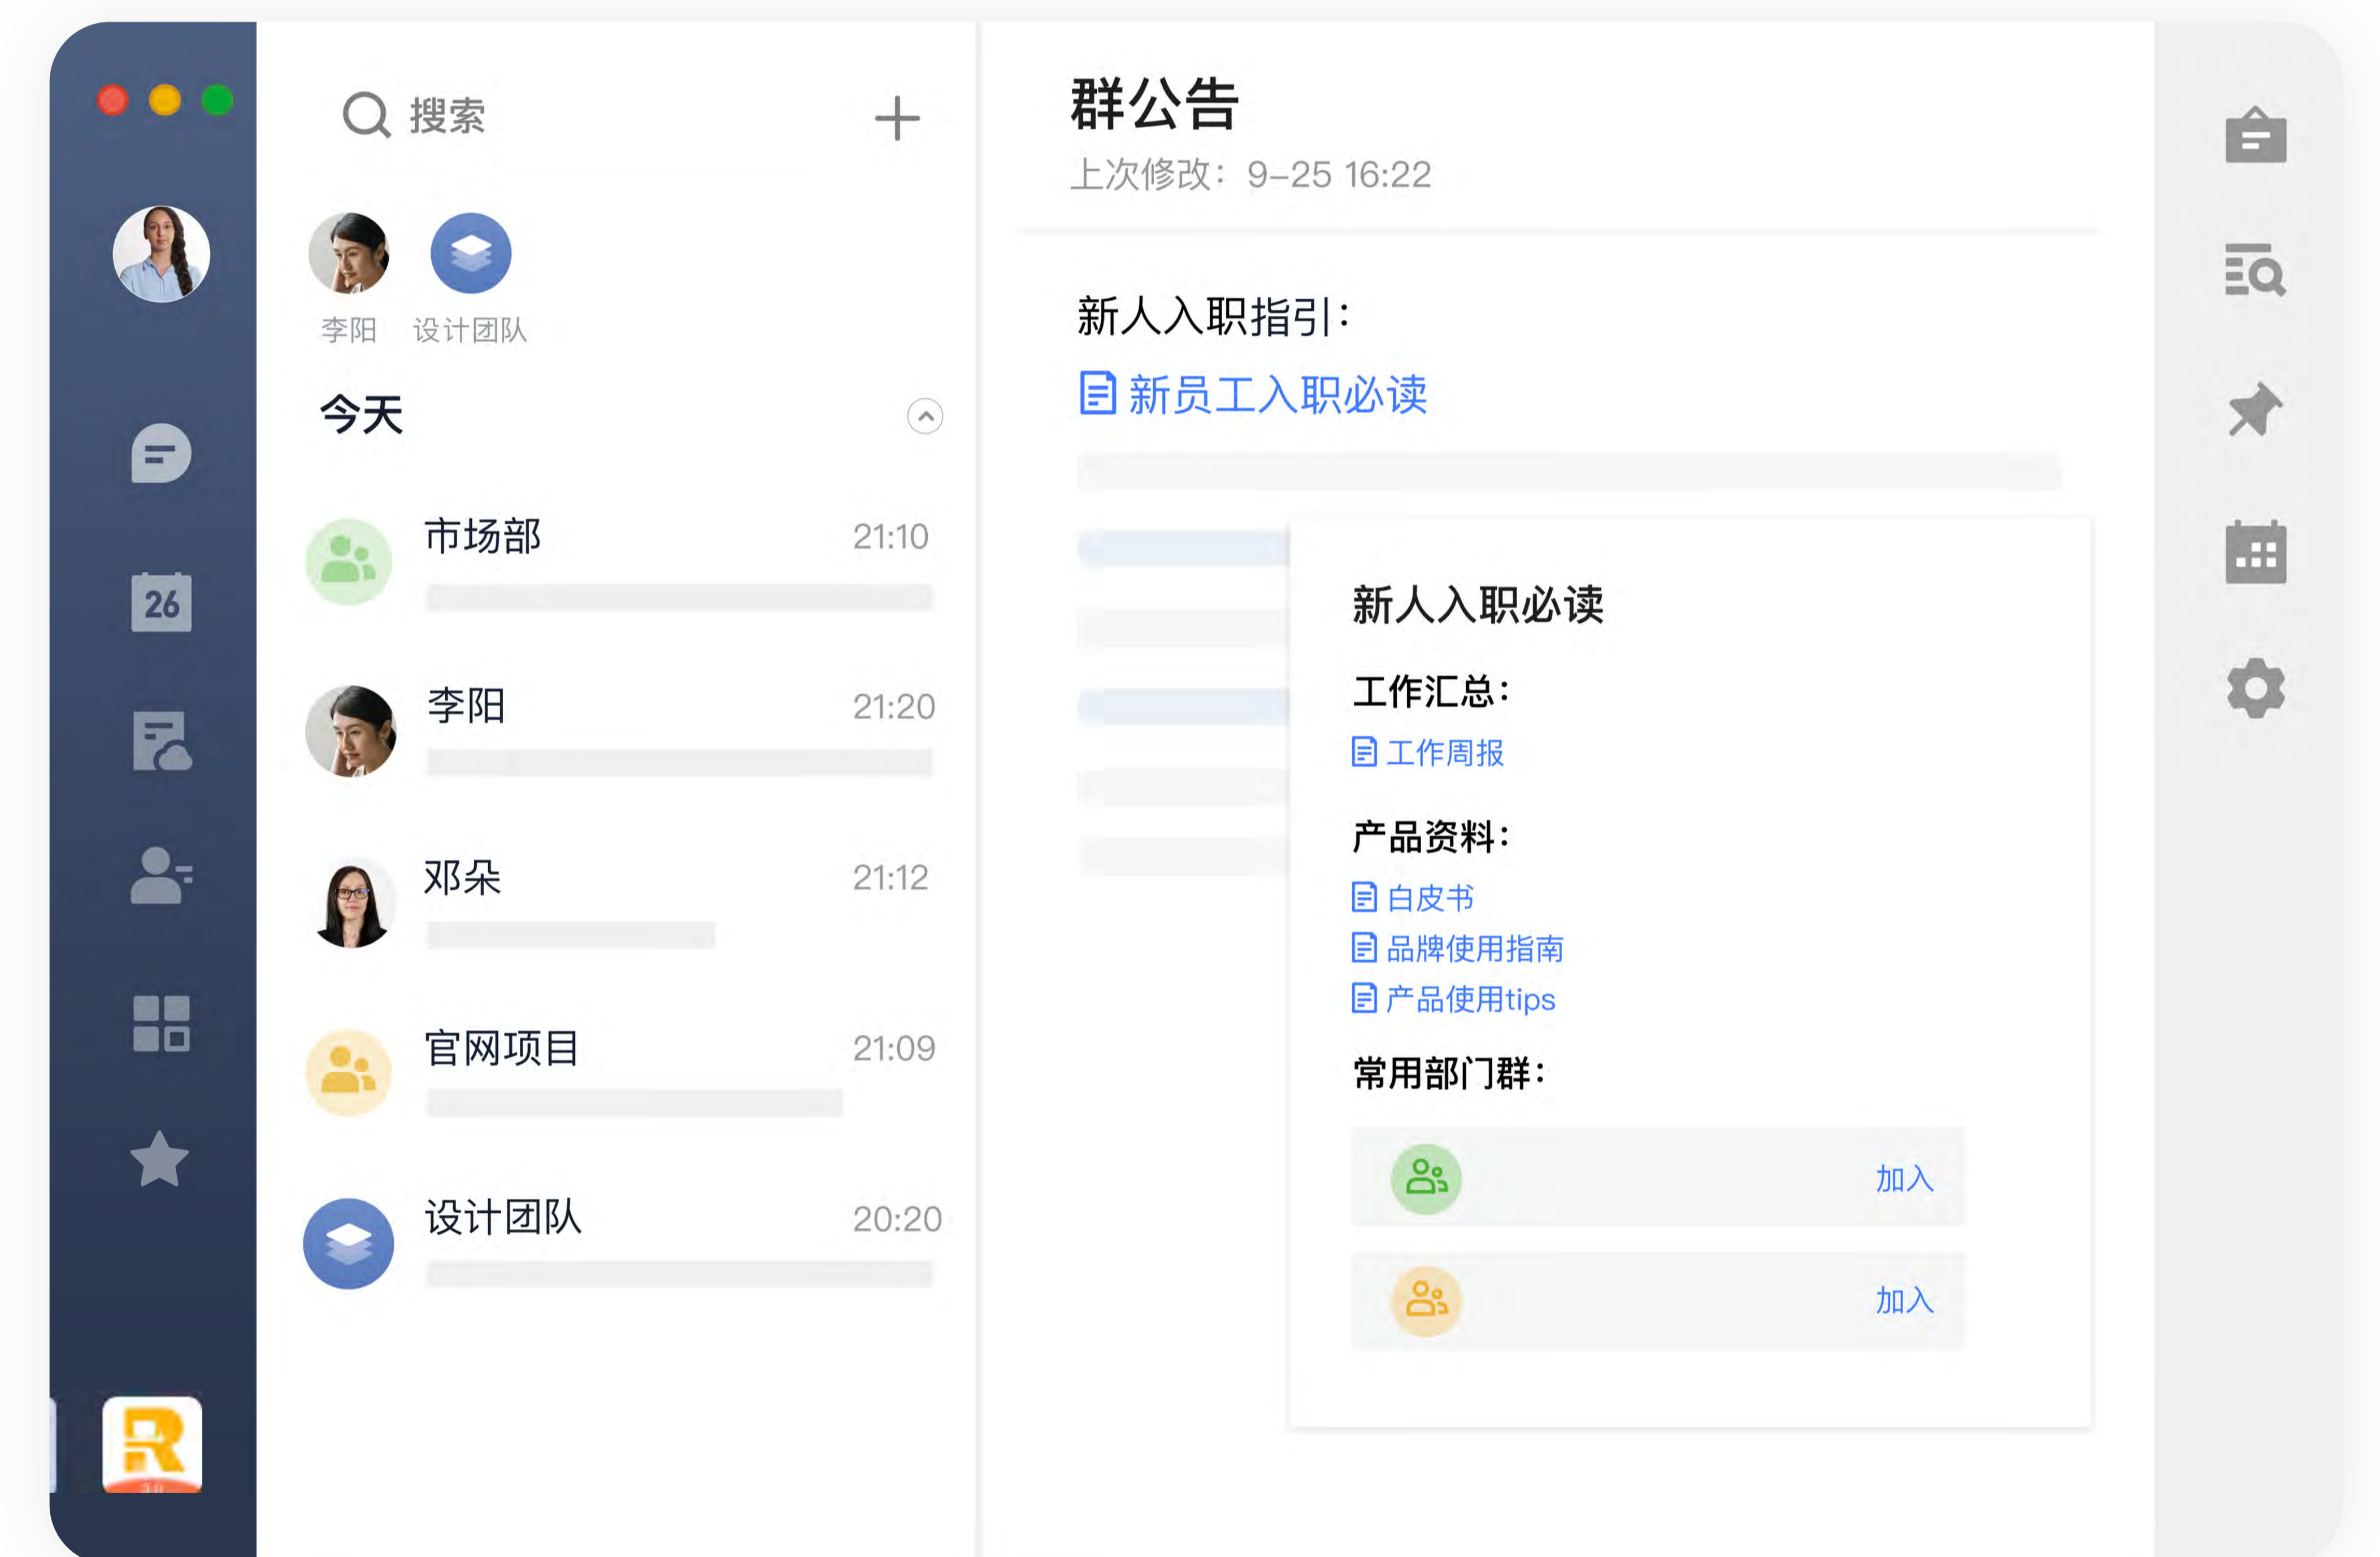 搜索
李阳
设计团队
今天
市场部 21:10
李阳 21:20
邓朵 21:12
官网项目 21:09
设计团队 20:20
26
R
群公告
上次修改：9-25 16:22
新人入职指引：
新员工入职必读
新人入职必读
工作汇总：
工作周报
产品资料：
白皮书
品牌使用指南
产品使用tips
常用部门群：
加入
加入